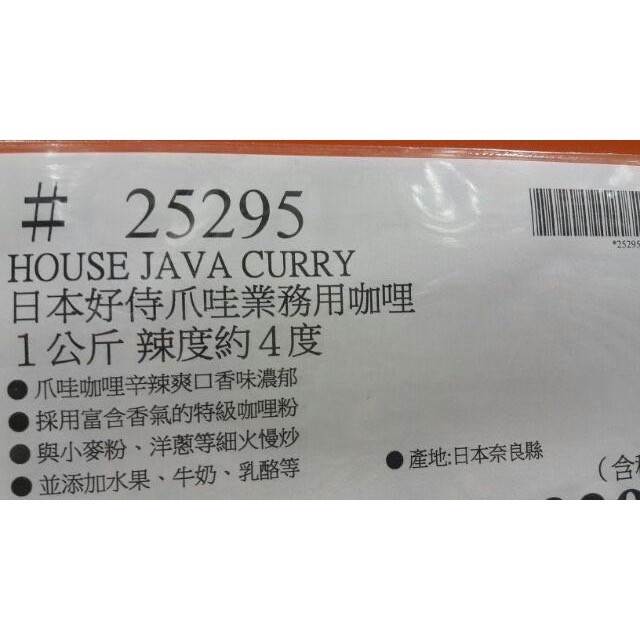 # 25295
*25295
HOUSE JAVA CURRY
日本好侍爪哇業務用咖哩
1公斤 辣度約4度
●爪哇咖哩辛辣爽口香味濃郁
●採用富含香氣的特級咖哩粉
●與小麥粉、洋蔥等細火慢炒
●並添加水果、牛奶、乳酪等
●產地:日本奈良縣
(含